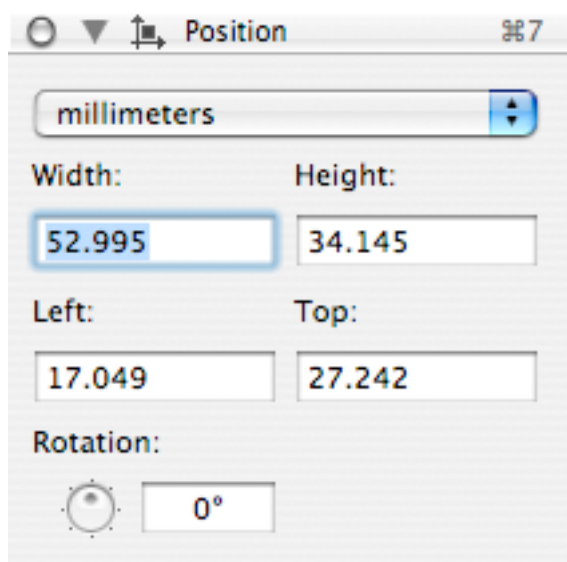 Position ⌘7
millimeters
Width: Height:
52.995 34.145
Left: Top:
17.049 27.242
Rotation:
0°